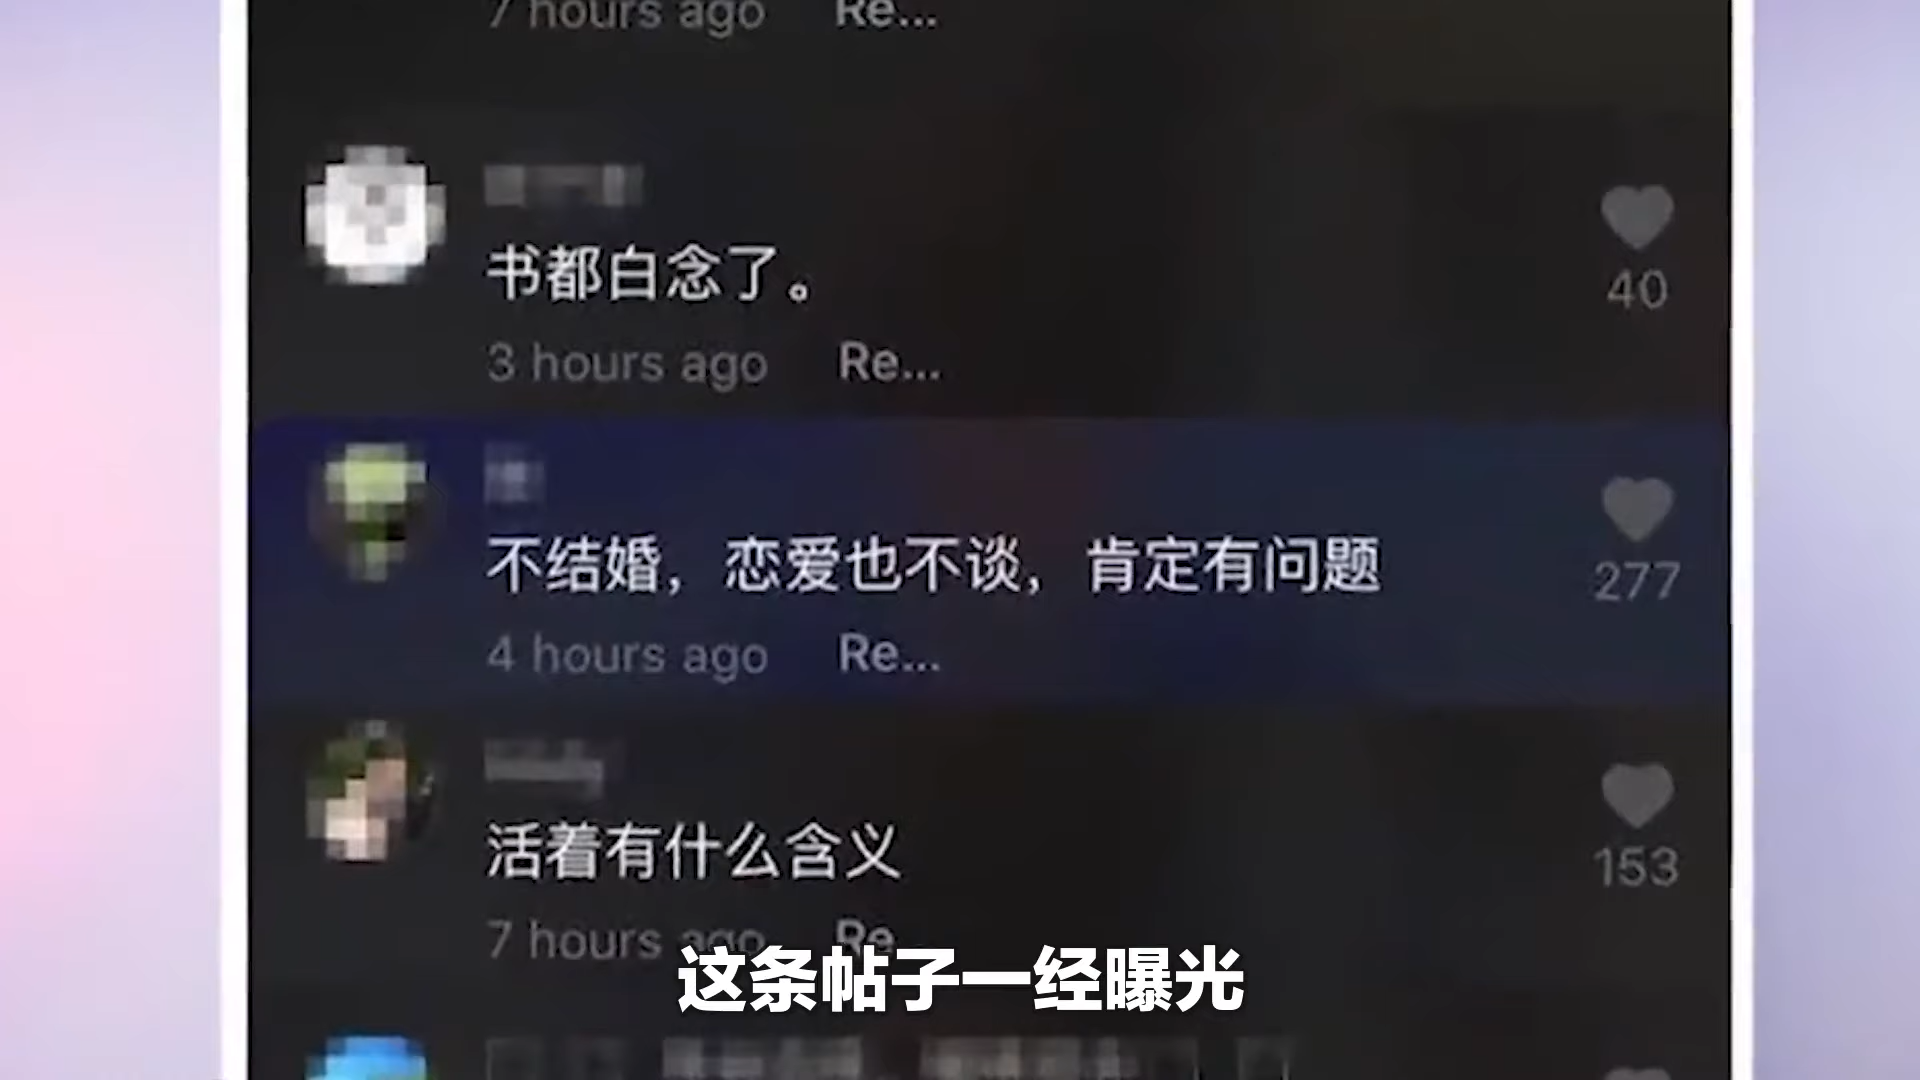 7 hours ago Re...
书都白念了。
40
3 hours ago Re...
不结婚，恋爱也不谈，肯定有问题
277
4 hours ago Re...
活着有什么含义
153
7 hours ago Re
这条帖子一经曝光